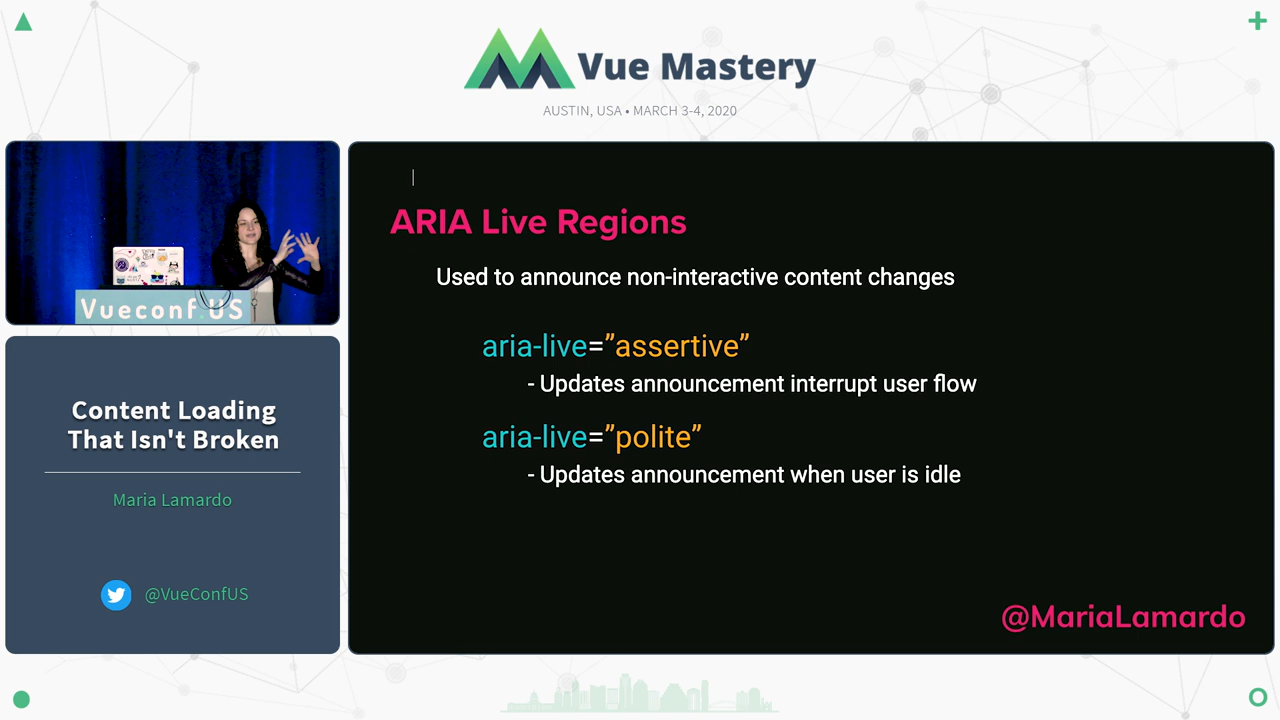 Vue Mastery
AUSTIN, USA • MARCH 3-4, 2020
Vueconf.US
Content Loading
That Isn't Broken
Maria Lamardo
@VueConfUS
ARIA Live Regions
Used to announce non-interactive content changes
aria-live=”assertive”
- Updates announcement interrupt user flow
aria-live=”polite”
- Updates announcement when user is idle
@MariaLamardo